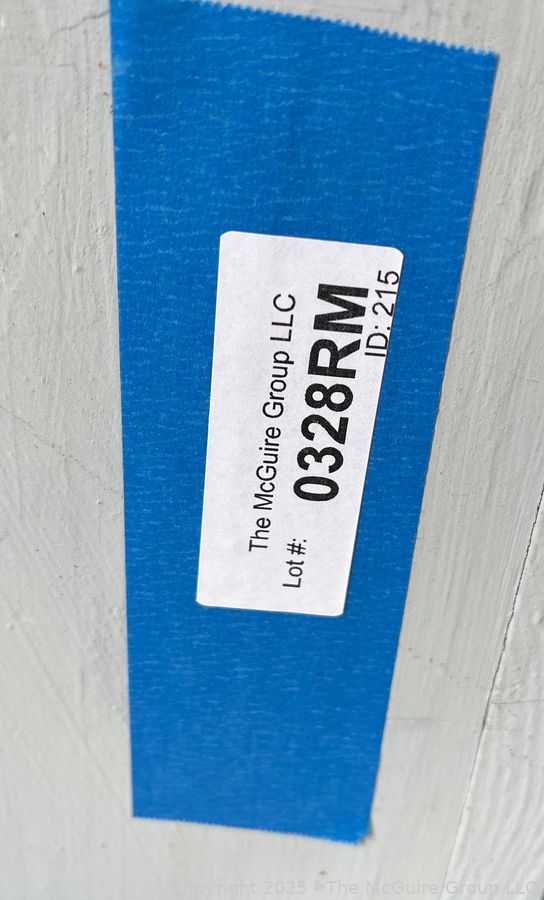 The McGuire Group LLC
Lot #:
0328RM
ID: 215
Copyright 2025 - The McGuire Group LLC